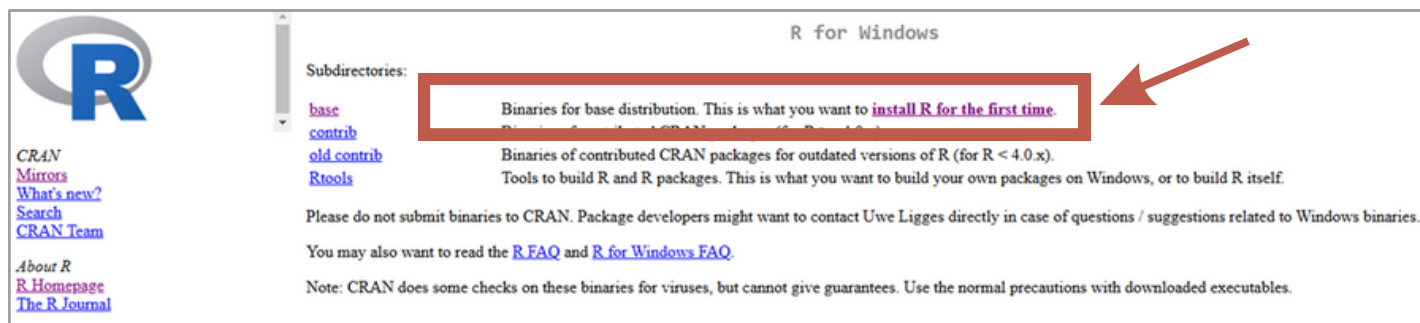 R
CRAN
Mirrors
What's new?
Search
CRAN Team
About R
R Homepage
The R Journal
R for Windows
Subdirectories:
base Binaries for base distribution. This is what you want to install R for the first time.
contrib
old contrib Binaries of contributed CRAN packages for outdated versions of R (for R < 4.0.x).
Rtools Tools to build R and R packages. This is what you want to build your own packages on Windows, or to build R itself.
Please do not submit binaries to CRAN. Package developers might want to contact Uwe Ligges directly in case of questions / suggestions related to Windows binaries.
You may also want to read the R FAQ and R for Windows FAQ.
Note: CRAN does some checks on these binaries for viruses, but cannot give guarantees. Use the normal precautions with downloaded executables.